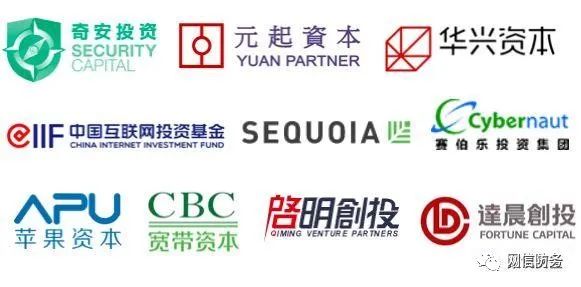 奇安投资
SECURITY
CAPITAL
元起資本
YUAN PARTNER
华兴资本
CIIF 中国互联网投资基金
CHINA INTERNET INVESTMENT FUND
SEQUOIA
Cybernaut
赛伯乐投资集团
APU
苹果资本
CBC
宽带资本
啓明創投
QIMING VENTURE PARTNERS
達晨創投
FORTUNE CAPITAL
网信防务